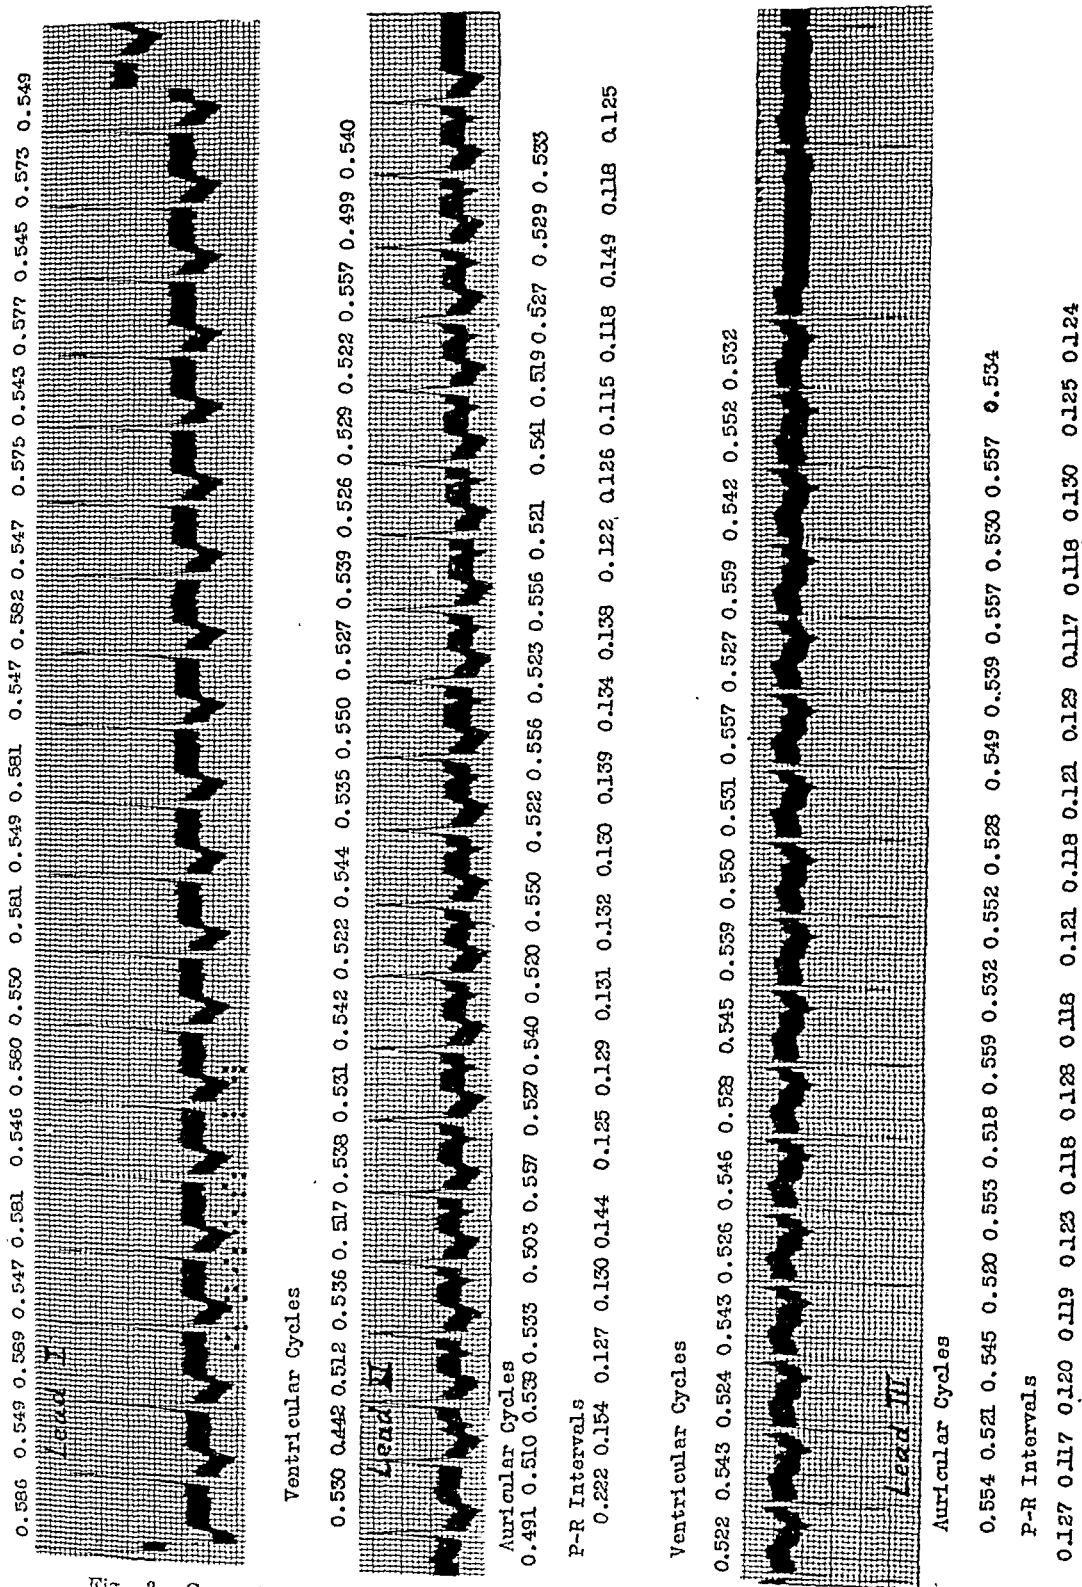 0.586 0.549 0.589 0.547 0.581 0.546 0.580 0.550 0.581 0.549 0.581 0.547 0.582 0.547 0.575 0.543 0.577 0.545 0.573 0.549
Lead I
Ventricular Cycles
0.530 0.442 0.512 0.536 0.517 0.538 0.531 0.542 0.522 0.544 0.535 0.550 0.527 0.539 0.526 0.529 0.522 0.557 0.499 0.540
Lead II
Auricular Cycles
0.491 0.510 0.539 0.533 0.503 0.557 0.527 0.540 0.520 0.550 0.522 0.556 0.523 0.556 0.521 0.541 0.519 0.527 0.529 0.533
P-R Intervals
0.222 0.154 0.127 0.130 0.144 0.125 0.129 0.131 0.132 0.130 0.139 0.134 0.138 0.122 0.126 0.115 0.118 0.149 0.118 0.125
Ventricular Cycles
0.522 0.543 0.524 0.543 0.526 0.546 0.528 0.545 0.539 0.550 0.531 0.557 0.527 0.559 0.542 0.552 0.532
Lead III
Auricular Cycles
0.554 0.521 0.545 0.520 0.553 0.518 0.559 0.532 0.552 0.528 0.549 0.539 0.557 0.530 0.557 0.534
P-R Intervals
0.127 0.117 0.120 0.119 0.123 0.118 0.128 0.118 0.121 0.118 0.121 0.129 0.117 0.118 0.130 0.125 0.124